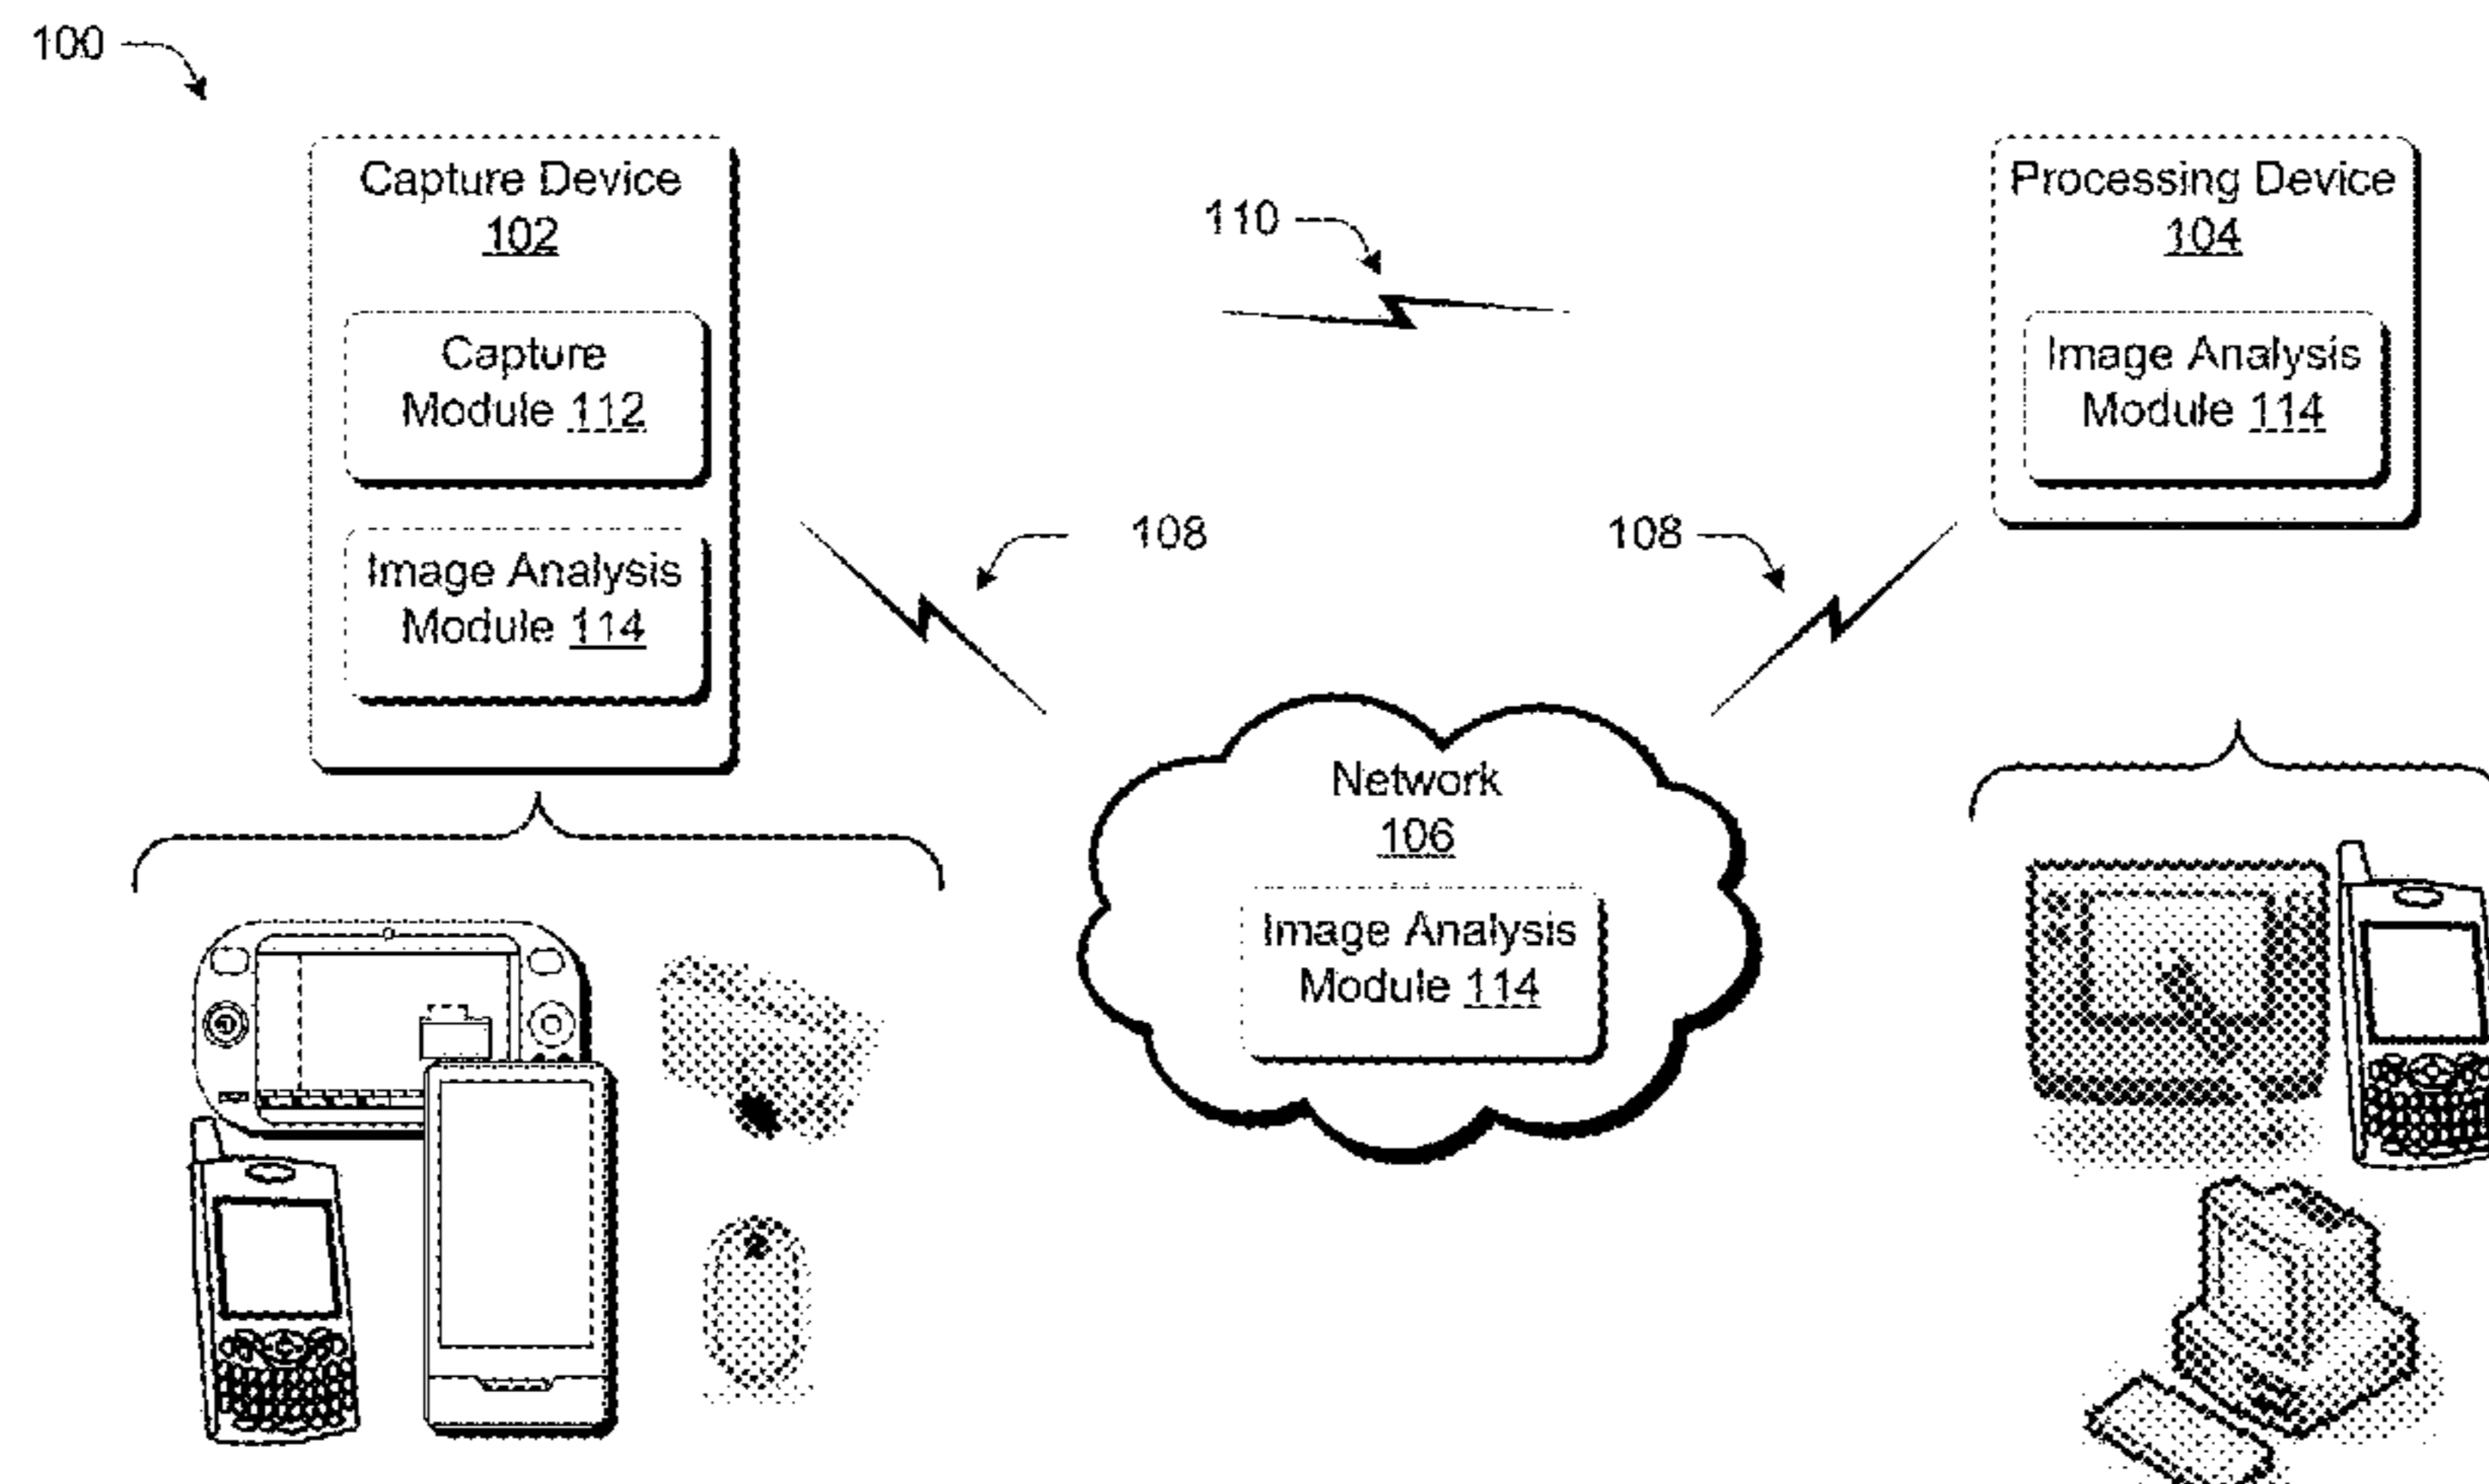 100
Capture Device
102
Capture
Module 112
Image Analysis
Module 114
110
Processing Device
104
Image Analysis
Module 114
108
108
Network
106
Image Analysis
Module 114